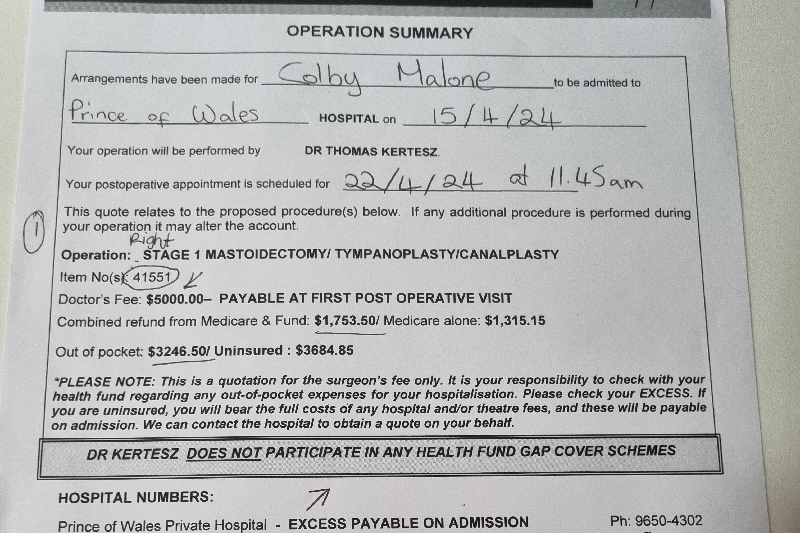 OPERATION SUMMARY
Arrangements have been made for Colby Malone to be admitted to
Prince of Wales HOSPITAL on 15/4/24
Your operation will be performed by DR THOMAS KERTESZ.
Your postoperative appointment is scheduled for 22/4/24 at 11.45am
This quote relates to the proposed procedure(s) below. If any additional procedure is performed during
① your operation it may alter the account.
Right
Operation: STAGE 1 MASTOIDECTOMY/ TYMPANOPLASTY/CANALPLASTY
Item No(s): 41551
Doctor's Fee: $5000.00– PAYABLE AT FIRST POST OPERATIVE VISIT
Combined refund from Medicare & Fund: $1,753.50/ Medicare alone: $1,315.15
Out of pocket: $3246.50/ Uninsured : $3684.85
*PLEASE NOTE: This is a quotation for the surgeon's fee only. It is your responsibility to check with your
health fund regarding any out-of-pocket expenses for your hospitalisation. Please check your EXCESS. If
you are uninsured, you will bear the full costs of any hospital and/or theatre fees, and these will be payable
on admission. We can contact the hospital to obtain a quote on your behalf.
DR KERTESZ DOES NOT PARTICIPATE IN ANY HEALTH FUND GAP COVER SCHEMES
HOSPITAL NUMBERS:
Prince of Wales Private Hospital - EXCESS PAYABLE ON ADMISSION Ph: 9650-4302